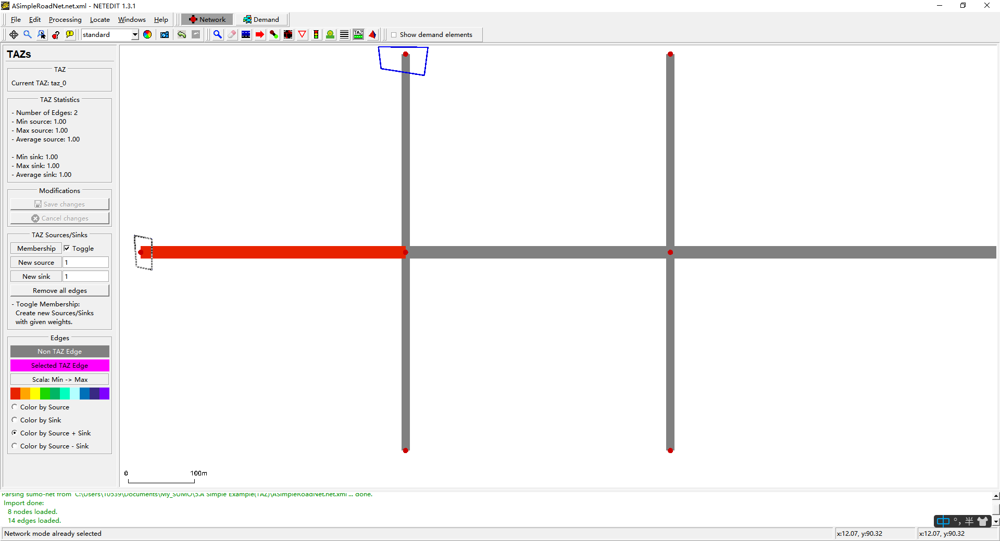 ASimpleRoadNet.net.xml - NETEDIT 1.3.1
File Edit Processing Locate Windows Help Network Demand
standard TAZ Show demand elements
TAZs
TAZ
Current TAZ: taz_0
TAZ Statistics
- Number of Edges: 2
- Min source: 1.00
- Max source: 1.00
- Average source: 1.00
- Min sink: 1.00
- Max sink: 1.00
- Average sink: 1.00
Modifications
Save changes
Cancel changes
TAZ Sources/Sinks
Membership Toggle
New source 1
New sink 1
Remove all edges
- Toogle Membership:
Create new Sources/Sinks
with given weights.
Edges
Non TAZ Edge
Selected TAZ Edge
Scala: Min -> Max
Color by Source
Color by Sink
Color by Source + Sink
Color by Source - Sink
0 100m
Parsing sumo-net from 'C:\Users\10539\Documents\My_SUMO\5.A Simple Example(TAZ)\ASimpleRoadNet.net.xml'... done.
Import done:
8 nodes loaded.
14 edges loaded.
中 °, 半
Network mode already selected x:12.07, y:90.32 x:12.07, y:90.32